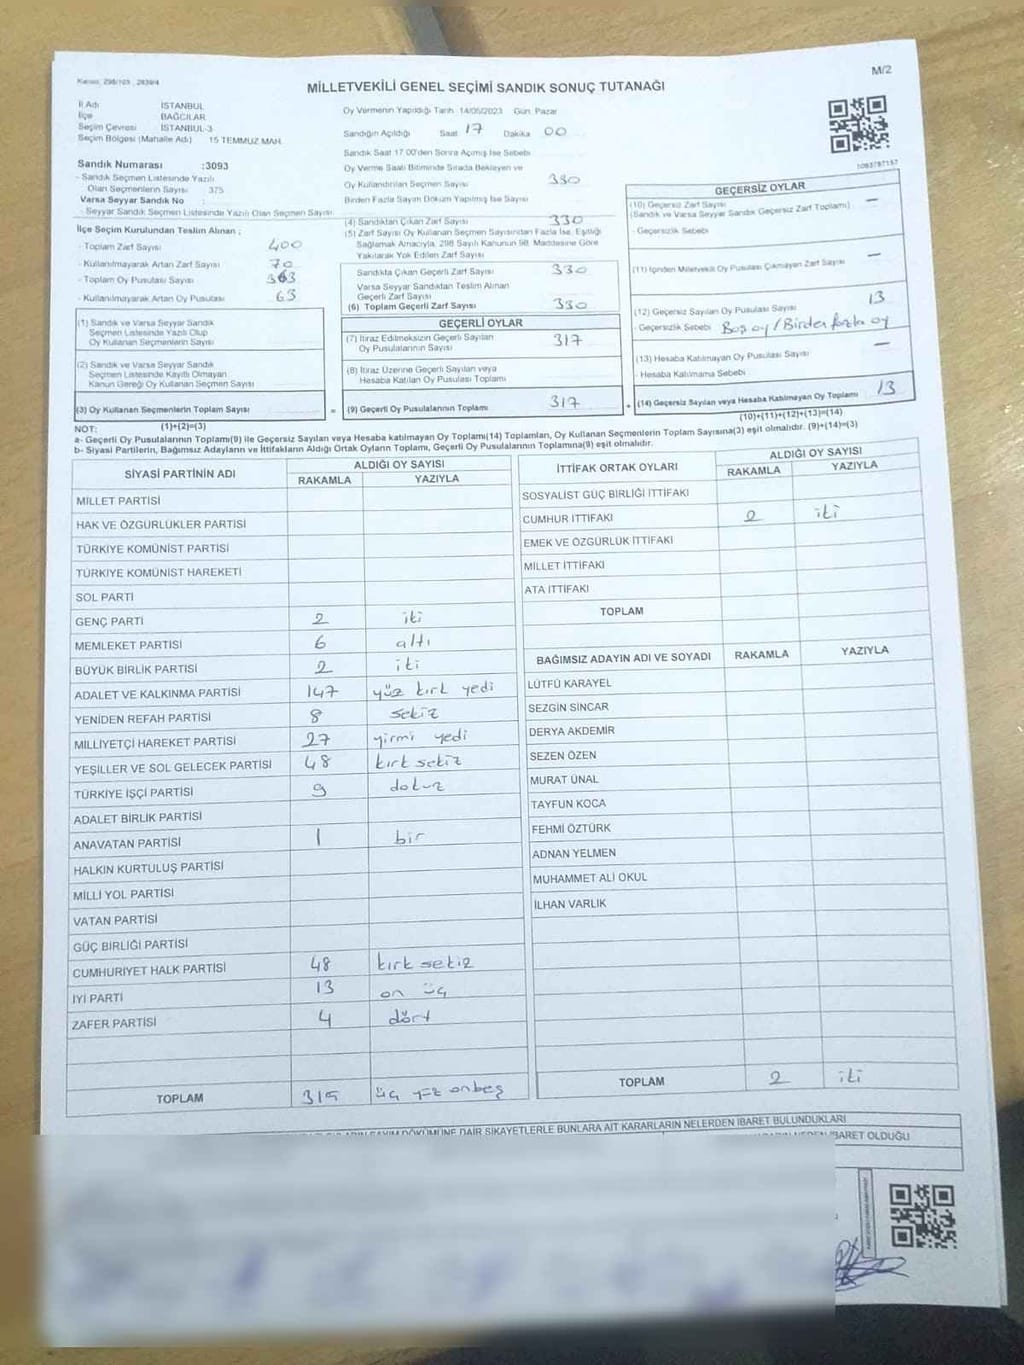 Kanun: 298/105 , 2839/4
M/2
MİLLETVEKİLİ GENEL SEÇİMİ SANDIK SONUÇ TUTANAĞI
İl Adı İSTANBUL
İlçe BAĞCILAR
Seçim Çevresi İSTANBUL-3
Seçim Bölgesi (Mahalle Adı) 15 TEMMUZ MAH.
Sandık Numarası :3093
- Sandık Seçmen Listesinde Yazılı
Olan Seçmenlerin Sayısı 375
Varsa Seyyar Sandık No :
- Seyyar Sandık Seçmen Listesinde Yazılı Olan Seçmen Sayısı
İlçe Seçim Kurulundan Teslim Alınan ;
- Toplam Zarf Sayısı 400
- Kullanılmayarak Artan Zarf Sayısı 70
- Toplam Oy Pusulası Sayısı 363
- Kullanılmayarak Artan Oy Pusulası 63
(1) Sandık ve Varsa Seyyar Sandık
Seçmen Listesinde Yazılı Olup
Oy Kullanan Seçmenlerin Sayısı
(2) Sandık ve Varsa Seyyar Sandık
Seçmen Listesinde Kayıtlı Olmayan
Kanun Gereği Oy Kullanan Seçmen Sayısı
(3) Oy Kullanan Seçmenlerin Toplam Sayısı
(1)+(2)=(3)
Oy Vermenin Yapıldığı Tarih 14/05/2023 Gün Pazar
Sandığın Açıldığı Saat 17 Dakika 00
Sandık Saat 17.00'den Sonra Açılmış İse Sebebi
Oy Verme Saati Bitiminde Sırada Bekleyen ve
Oy Kullandırılan Seçmen Sayısı 330
Birden Fazla Sayım Döküm Yapılmış İse Sayısı
(4) Sandıktan Çıkan Zarf Sayısı 330
(5) Zarf Sayısı Oy Kullanan Seçmen Sayısından Fazla İse, Eşitliği
Sağlamak Amacıyla, 298 Sayılı Kanunun 98. Maddesine Göre
Yakılarak Yok Edilen Zarf Sayısı
Sandıkta Çıkan Geçerli Zarf Sayısı 330
Varsa Seyyar Sandıktan Teslim Alınan
Geçerli Zarf Sayısı
(6) Toplam Geçerli Zarf Sayısı 330
GEÇERLİ OYLAR
(7) İtiraz Edilmeksizin Geçerli Sayılan
Oy Pusulalarının Sayısı 317
(8) İtiraz Üzerine Geçerli Sayılan veya
Hesaba Katılan Oy Pusulası Toplamı
= (9) Geçerli Oy Pusulalarının Toplamı 317 +
1093787157
GEÇERSİZ OYLAR
(10) Geçersiz Zarf Sayısı —
(Sandık ve Varsa Seyyar Sandık Geçersiz Zarf Toplamı)
- Geçersizlik Sebebi
(11) İçinden Milletvekili Oy Pusulası Çıkmayan Zarf Sayısı —
(12) Geçersiz Sayılan Oy Pusulası Sayısı 13
- Geçersizlik Sebebi Boş oy / Birden fazla oy
(13) Hesaba Katılmayan Oy Pusulası Sayısı —
- Hesaba Katılmama Sebebi
(14) Geçersiz Sayılan veya Hesaba Katılmayan Oy Toplamı 13
(10)+(11)+(12)+(13)=(14)
NOT:
a- Geçerli Oy Pusulalarının Toplamı(9) ile Geçersiz Sayılan veya Hesaba katılmayan Oy Toplamı(14) Toplamları, Oy Kullanan Seçmenlerin Toplam Sayısına(3) eşit olmalıdır. (9)+(14)=(3)
b- Siyasi Partilerin, Bağımsız Adayların ve İttifakların Aldığı Ortak Oyların Toplamı, Geçerli Oy Pusulalarının Toplamına(9) eşit olmalıdır.
SİYASİ PARTİNİN ADI ALDIĞI OY SAYISI
RAKAMLA YAZIYLA
MİLLET PARTİSİ
HAK VE ÖZGÜRLÜKLER PARTİSİ
TÜRKİYE KOMÜNİST PARTİSİ
TÜRKİYE KOMÜNİST HAREKETİ
SOL PARTİ
GENÇ PARTİ 2 iki
MEMLEKET PARTİSİ 6 altı
BÜYÜK BİRLİK PARTİSİ 2 iki
ADALET VE KALKINMA PARTİSİ 147 yüz kırk yedi
YENİDEN REFAH PARTİSİ 8 sekiz
MİLLİYETÇİ HAREKET PARTİSİ 27 yirmi yedi
YEŞİLLER VE SOL GELECEK PARTİSİ 48 kırk sekiz
TÜRKİYE İŞÇİ PARTİSİ 9 dokuz
ADALET BİRLİK PARTİSİ
ANAVATAN PARTİSİ 1 bir
HALKIN KURTULUŞ PARTİSİ
MİLLİ YOL PARTİSİ
VATAN PARTİSİ
GÜÇ BİRLİĞİ PARTİSİ
CUMHURİYET HALK PARTİSİ 48 kırk sekiz
İYİ PARTİ 13 on üç
ZAFER PARTİSİ 4 dört
TOPLAM 315 üç yüz onbeş
İTTİFAK ORTAK OYLARI ALDIĞI OY SAYISI
RAKAMLA YAZIYLA
SOSYALİST GÜÇ BİRLİĞİ İTTİFAKI
CUMHUR İTTİFAKI 2 iki
EMEK VE ÖZGÜRLÜK İTTİFAKI
MİLLET İTTİFAKI
ATA İTTİFAKI
TOPLAM
BAĞIMSIZ ADAYIN ADI VE SOYADI RAKAMLA YAZIYLA
LÜTFÜ KARAYEL
SEZGİN SİNCAR
DERYA AKDEMİR
SEZEN ÖZEN
MURAT ÜNAL
TAYFUN KOCA
FEHMİ ÖZTÜRK
ADNAN YELMEN
MUHAMMET ALİ OKUL
İLHAN VARLIK
TOPLAM 2 iki
DÖKÜMÜNE DAİR ŞİKAYETLERLE BUNLARA AİT KARARLARIN NELERDEN İBARET BULUNDUKLARI
İBARET OLDUĞU